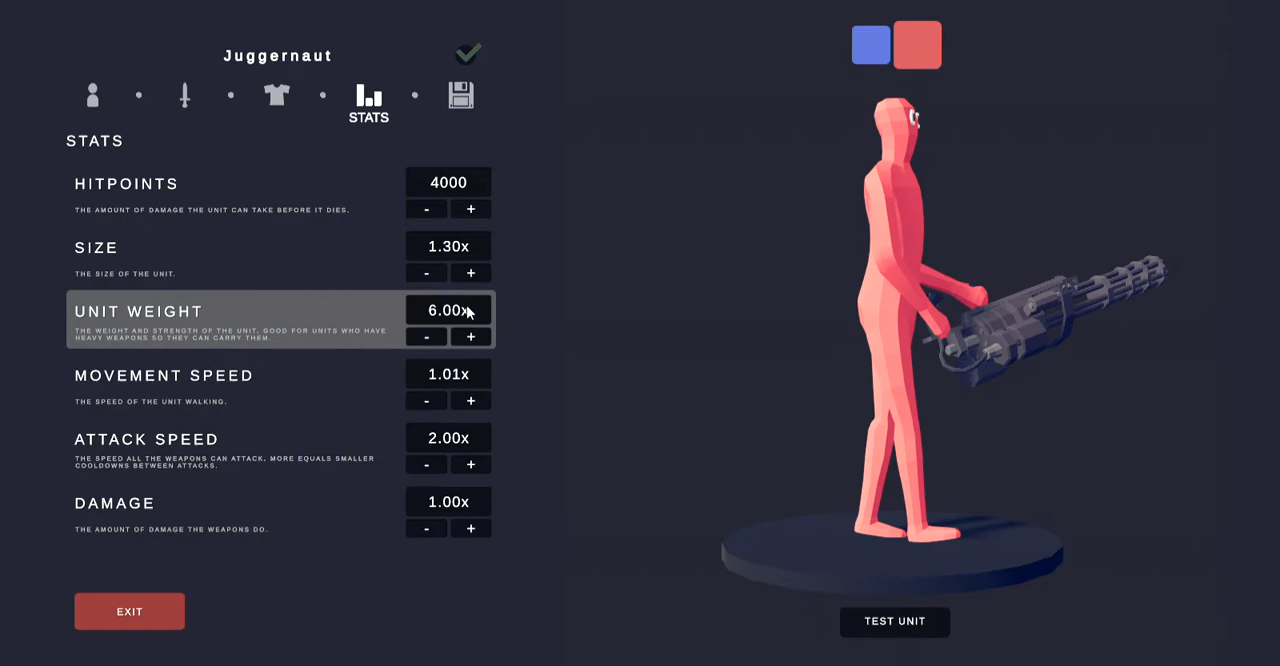 Juggernaut
STATS
STATS
HITPOINTS
4000
THE AMOUNT OF DAMAGE THE UNIT CAN TAKE BEFORE IT DIES.
- +
SIZE
1.30x
THE SIZE OF THE UNIT.
- +
UNIT WEIGHT
6.00x
THE WEIGHT AND STRENGTH OF THE UNIT. GOOD FOR UNITS WHO HAVE
HEAVY WEAPONS SO THEY CAN CARRY THEM.
- +
MOVEMENT SPEED
1.01x
THE SPEED OF THE UNIT WALKING.
- +
ATTACK SPEED
2.00x
THE SPEED ALL THE WEAPONS CAN ATTACK. MORE EQUALS SMALLER
COOLDOWNS BETWEEN ATTACKS.
- +
DAMAGE
1.00x
THE AMOUNT OF DAMAGE THE WEAPONS DO.
- +
EXIT
TEST UNIT